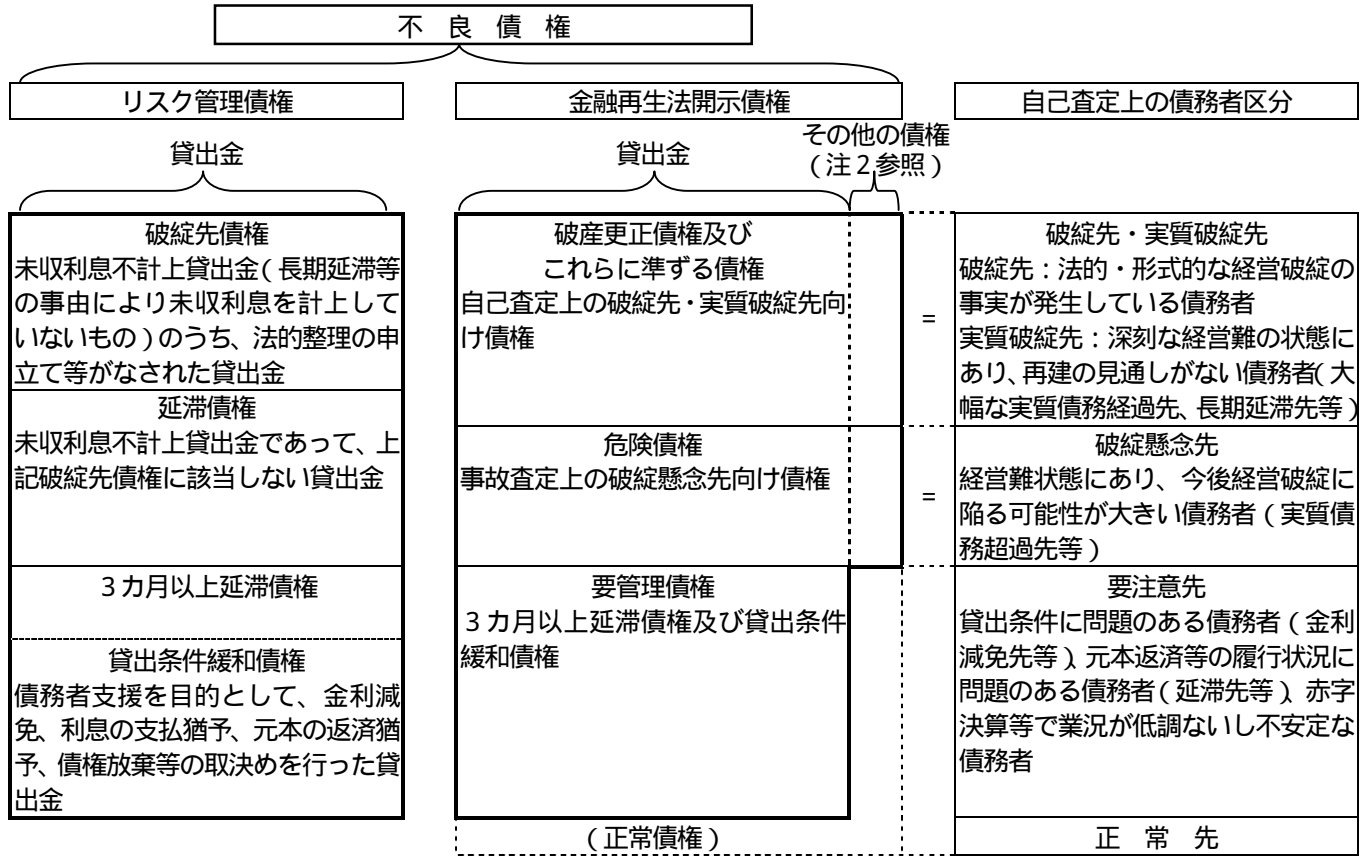 不 良 債 権
リスク管理債権
金融再生法開示債権
自己査定上の債務者区分
貸出金
貸出金
その他の債権
(注2参照)
破綻先債権
未収利息不計上貸出金(長期延滞等
の事由により未収利息を計上して
いないもの)のうち、法的整理の申
立て等がなされた貸出金
延滞債権
未収利息不計上貸出金であって、上
記破綻先債権に該当しない貸出金
3カ月以上延滞債権
貸出条件緩和債権
債務者支援を目的として、金利減
免、利息の支払猶予、元本の返済猶
予、債権放棄等の取決めを行った貸
出金
破産更正債権及び
これらに準ずる債権
自己査定上の破綻先・実質破綻先向
け債権
危険債権
事故査定上の破綻懸念先向け債権
要管理債権
3カ月以上延滞債権及び貸出条件
緩和債権
(正常債権)
=
=
破綻先・実質破綻先
破綻先:法的・形式的な経営破綻の
事実が発生している債務者
実質破綻先:深刻な経営難の状態に
あり、再建の見通しがない債務者(大
幅な実質債務経過先、長期延滞先等)
破綻懸念先
経営難状態にあり、今後経営破綻に
陥る可能性が大きい債務者(実質債
務超過先等)
要注意先
貸出条件に問題のある債務者(金利
減免先等)、元本返済等の履行状況に
問題のある債務者(延滞先等)、赤字
決算等で業況が低調ないし不安定な
債務者
正 常 先